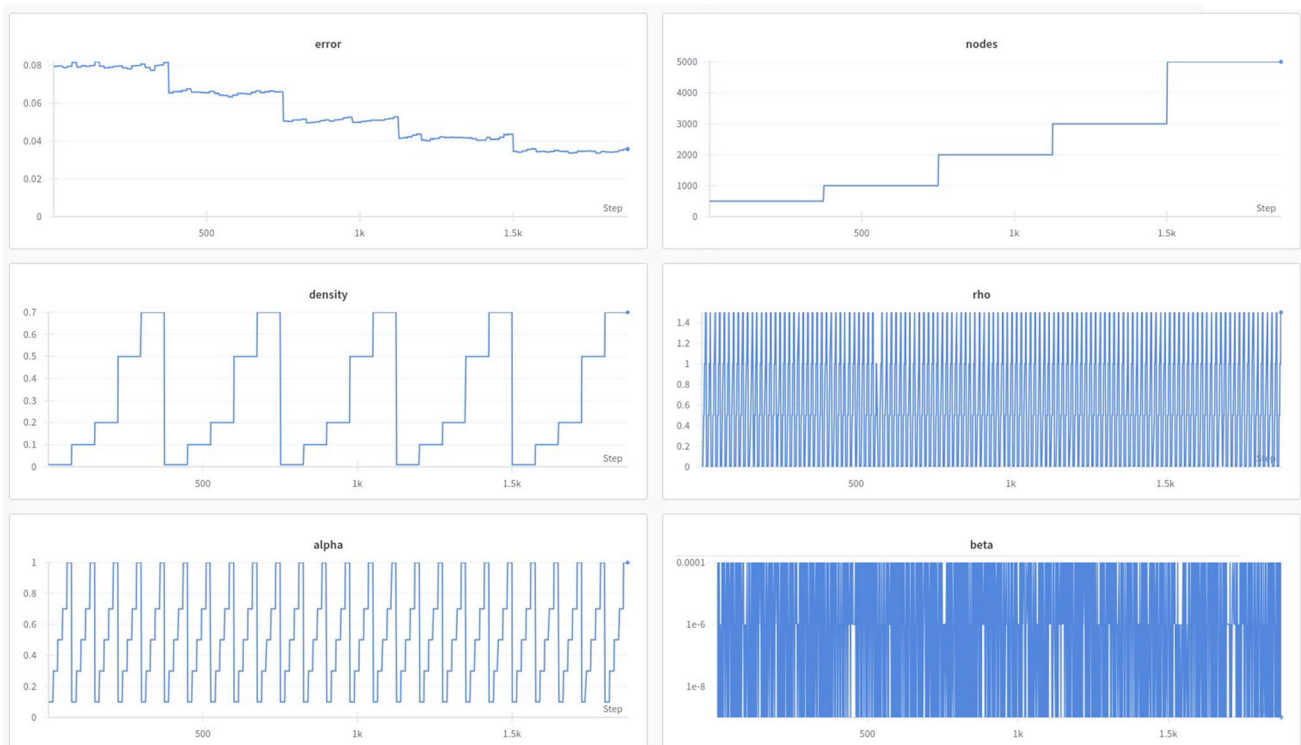 error
0.08
0.06
0.04
0.02
0
Step
500
1k
1.5k
nodes
5000
4000
3000
2000
1000
0
Step
500
1k
1.5k
density
0.7
0.6
0.5
0.4
0.3
0.2
0.1
0
Step
500
1k
1.5k
rho
1.4
1.2
1
0.8
0.6
0.4
0.2
0
Step
500
1k
1.5k
alpha
1
0.8
0.6
0.4
0.2
0
Step
500
1k
1.5k
beta
0.0001
1e-6
1e-8
500
1k
1.5k